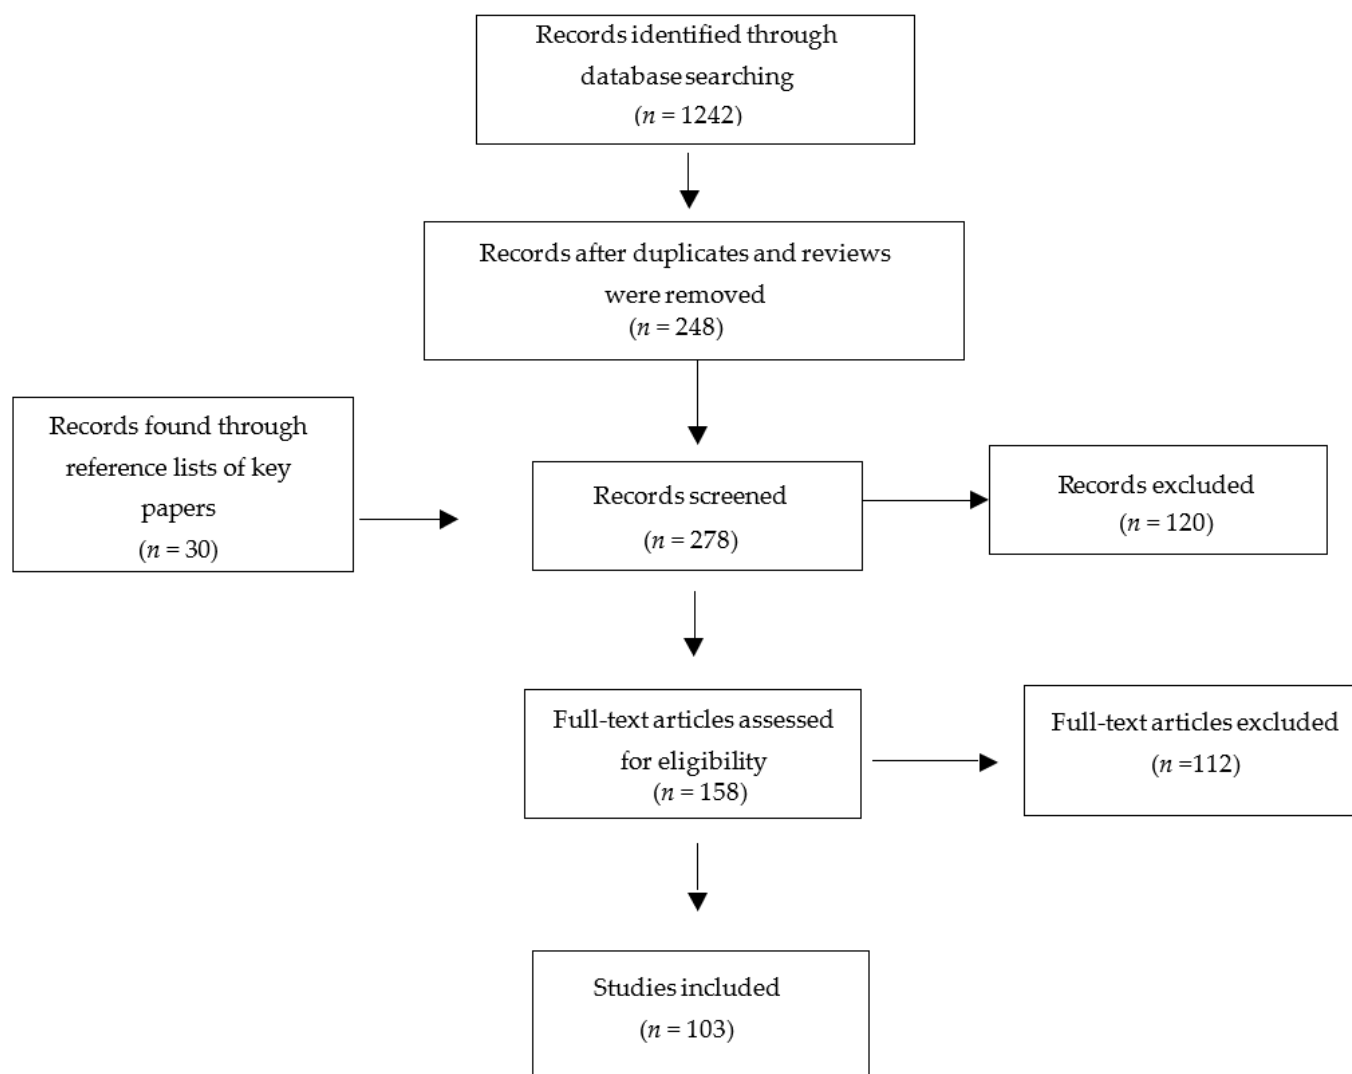 Records identified through
database searching
(n = 1242)
Records after duplicates and reviews
were removed
(n = 248)
Records found through
reference lists of key
papers
(n = 30)
Records screened
(n = 278)
Records excluded
(n = 120)
Full-text articles assessed
for eligibility
(n = 158)
Full-text articles excluded
(n =112)
Studies included
(n = 103)